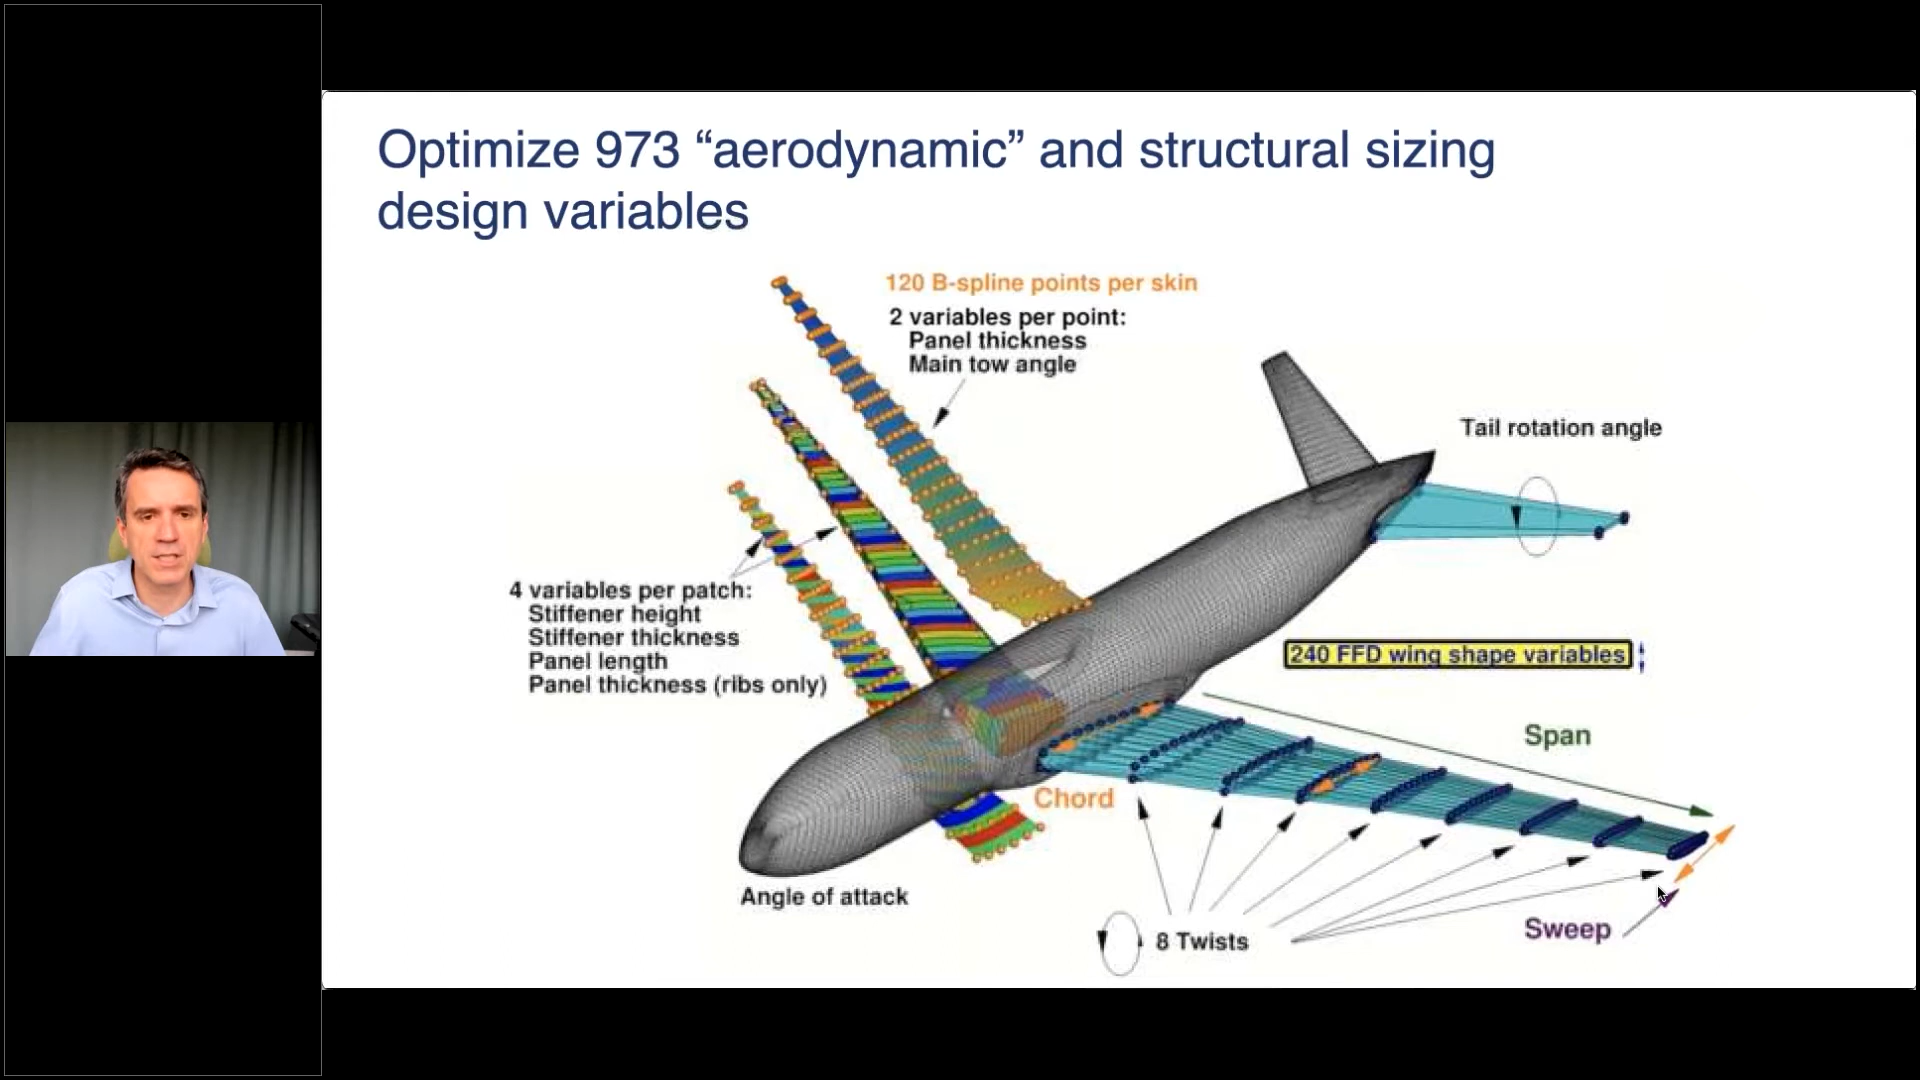 Optimize 973 “aerodynamic” and structural sizing
design variables
120 B-spline points per skin
2 variables per point:
Panel thickness
Main tow angle
Tail rotation angle
4 variables per patch:
Stiffener height
Stiffener thickness
Panel length
Panel thickness (ribs only)
240 FFD wing shape variables
Span
Chord
Angle of attack
8 Twists
Sweep